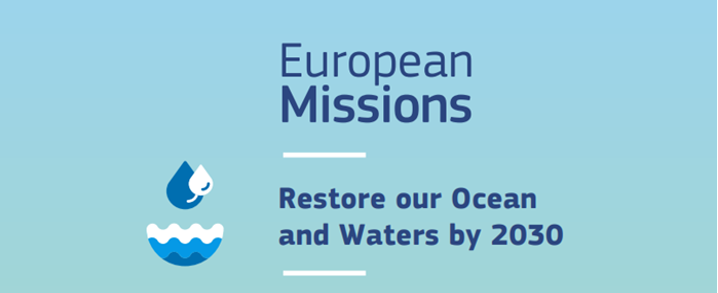 European
Missions
Restore our Ocean
and Waters by 2030